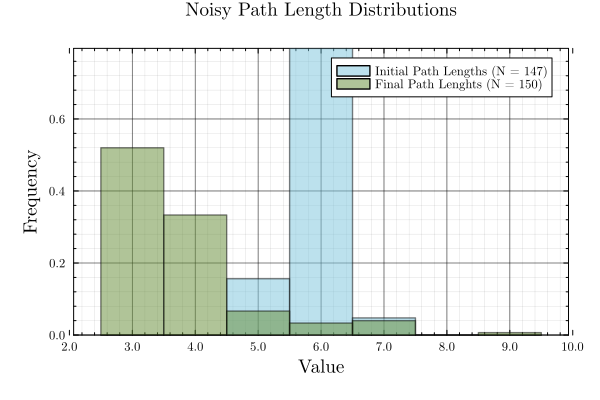 Noisy Path Length Distributions
Initial Path Lengths (N = 147)
Final Path Lenghts (N = 150)
Frequency
0.6
0.4
0.2
0.0
2.0 3.0 4.0 5.0 6.0 7.0 8.0 9.0 10.0
Value